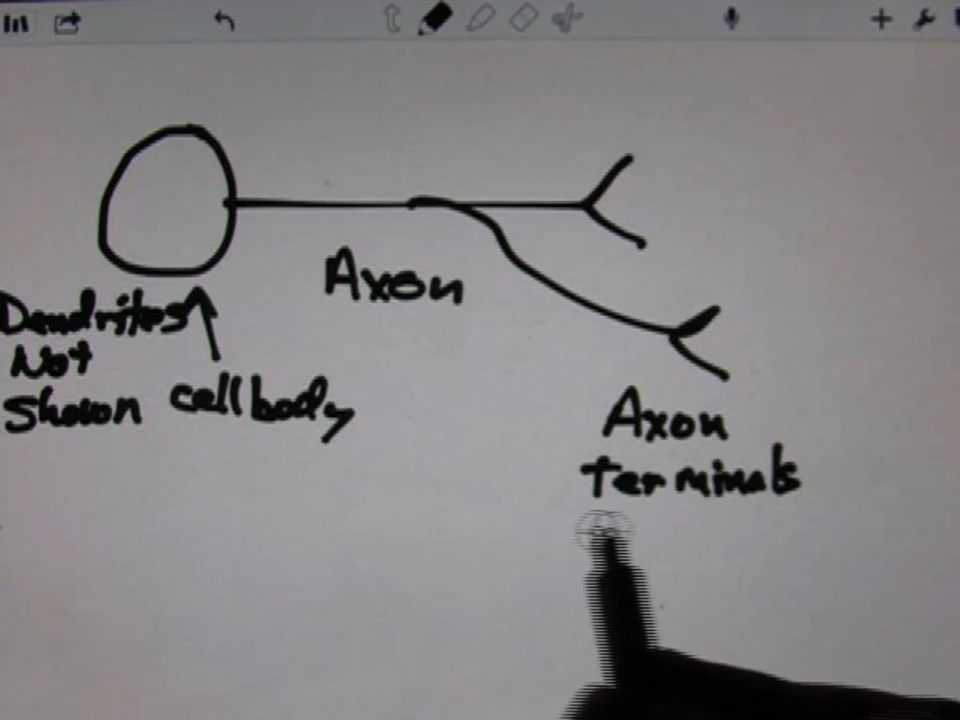 Axon
Dendrites
Not
Shown
cell body
Axon
terminals